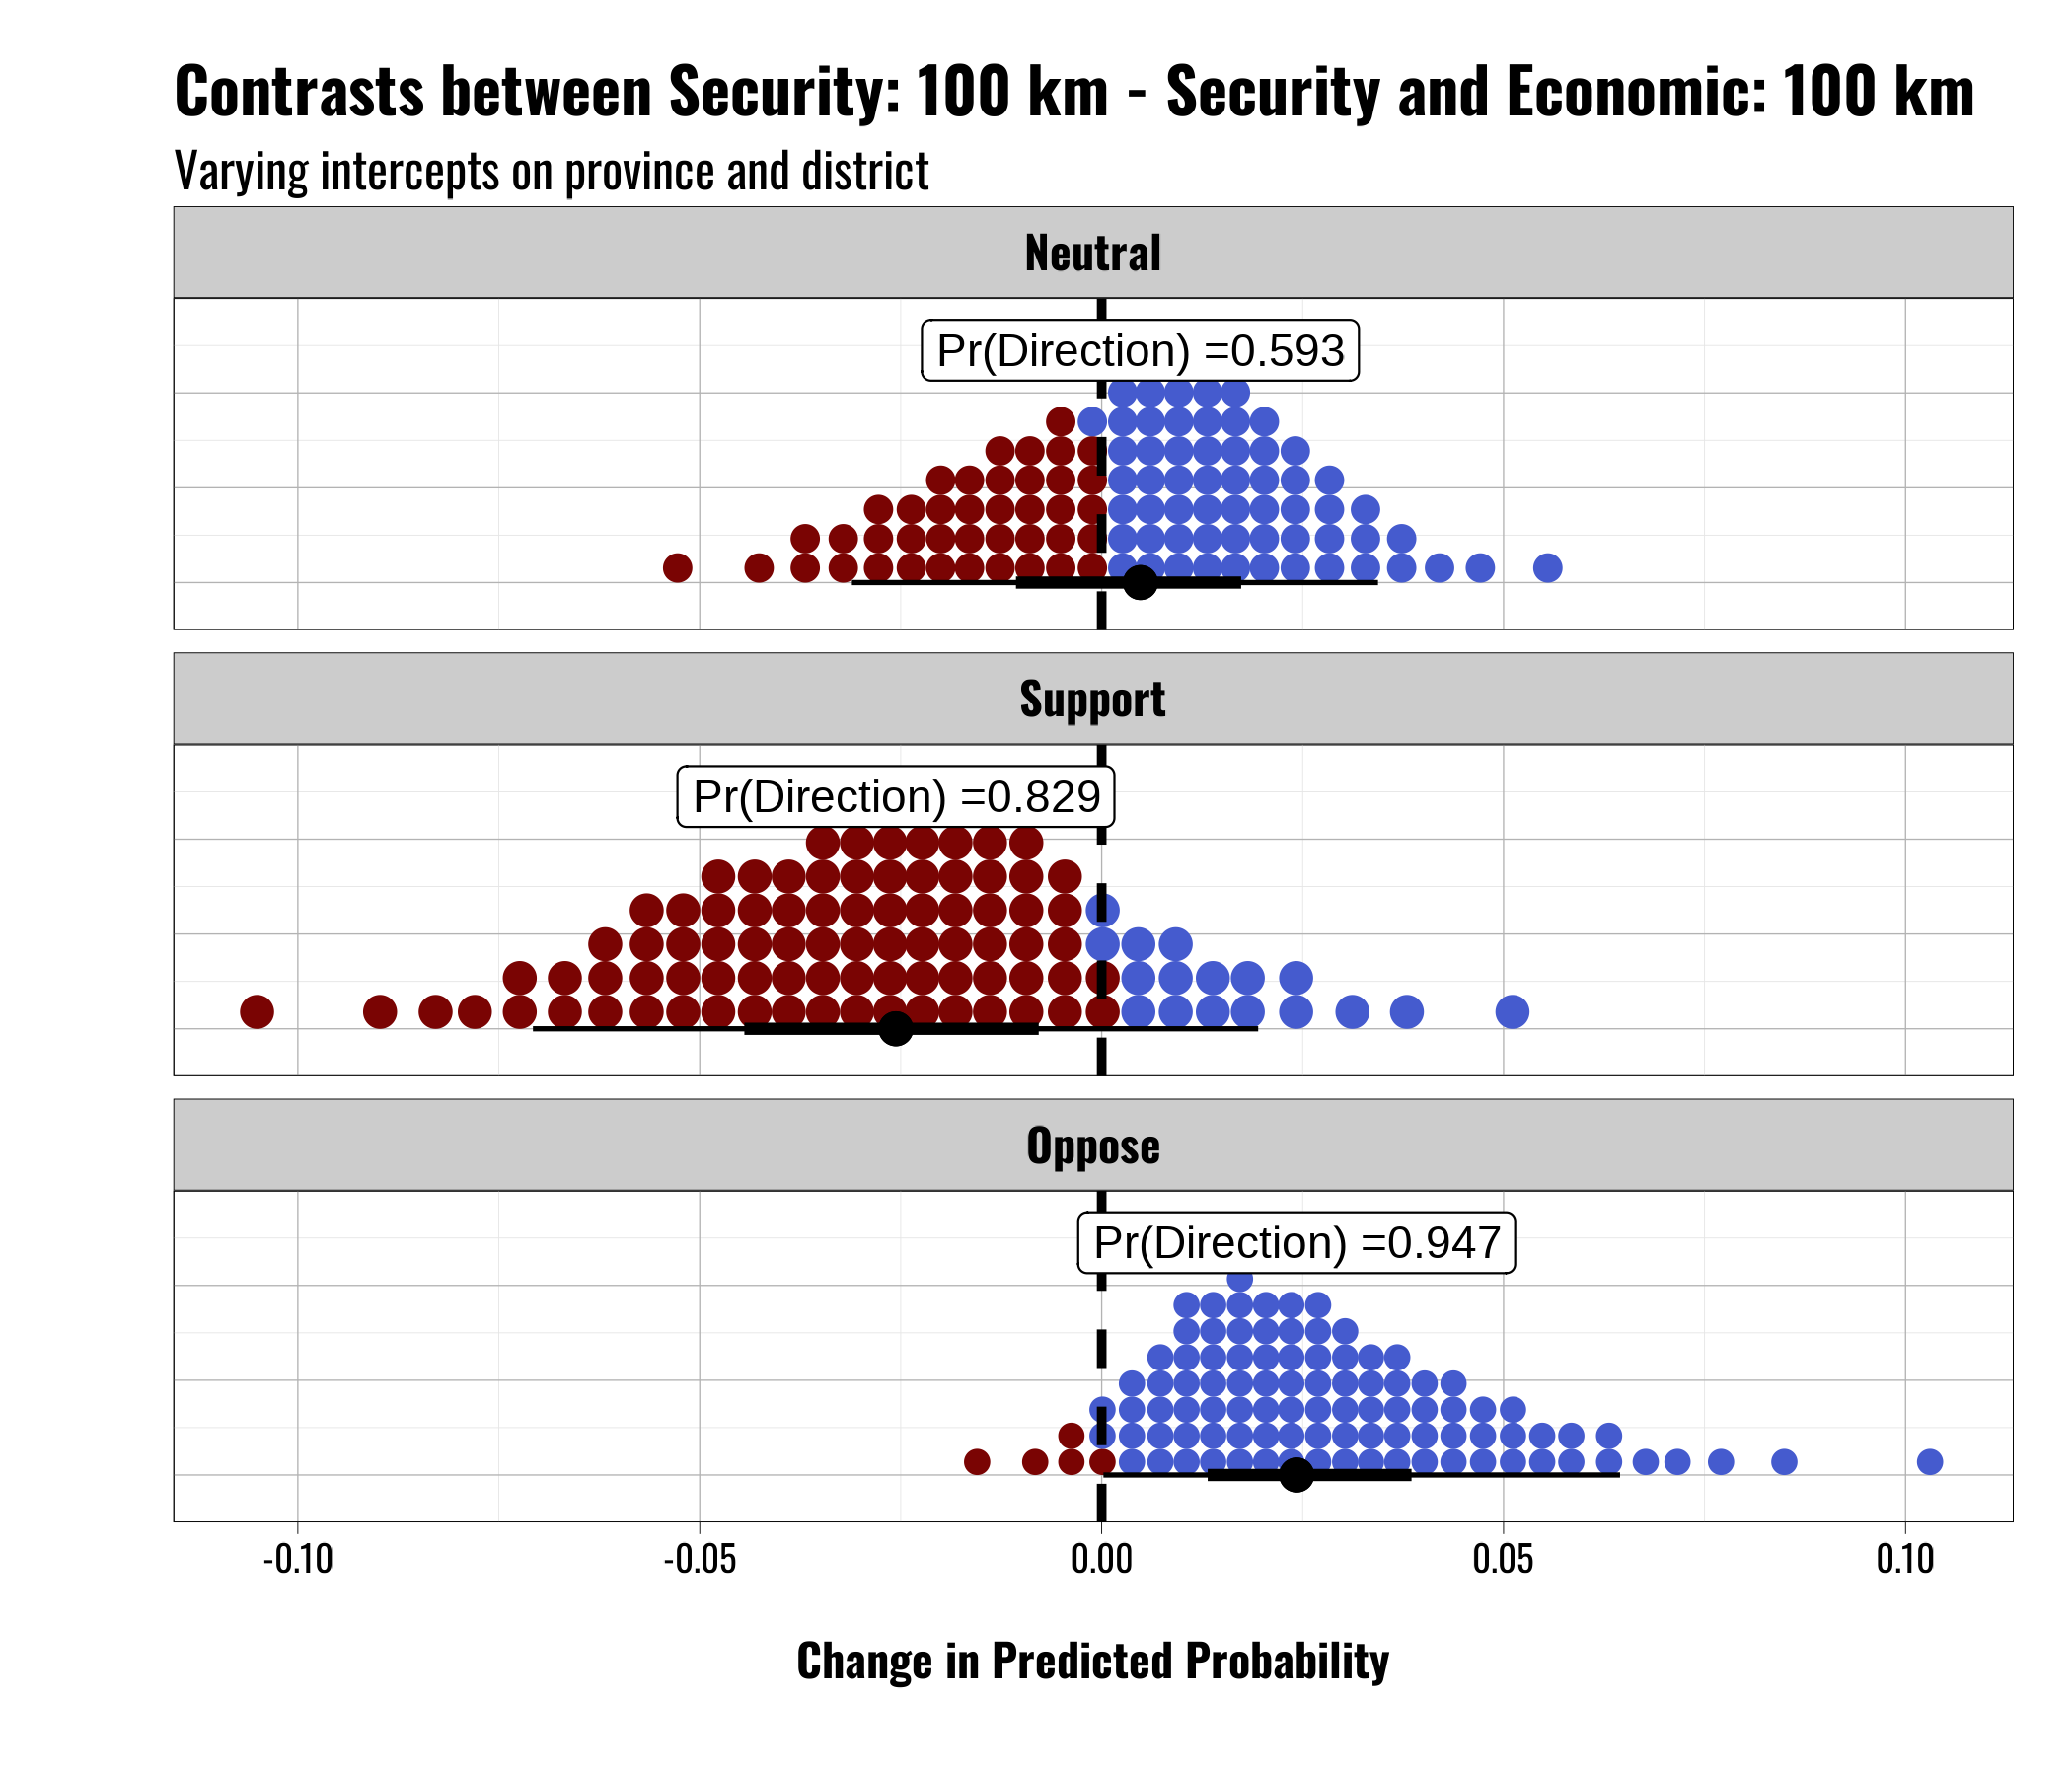 Contrasts between Security: 100 km - Security and Economic: 100 km
Varying intercepts on province and district
Neutral
Pr(Direction) =0.593
Support
Pr(Direction) =0.829
Oppose
Pr(Direction) =0.947
-0.10 -0.05 0.00 0.05 0.10
Change in Predicted Probability